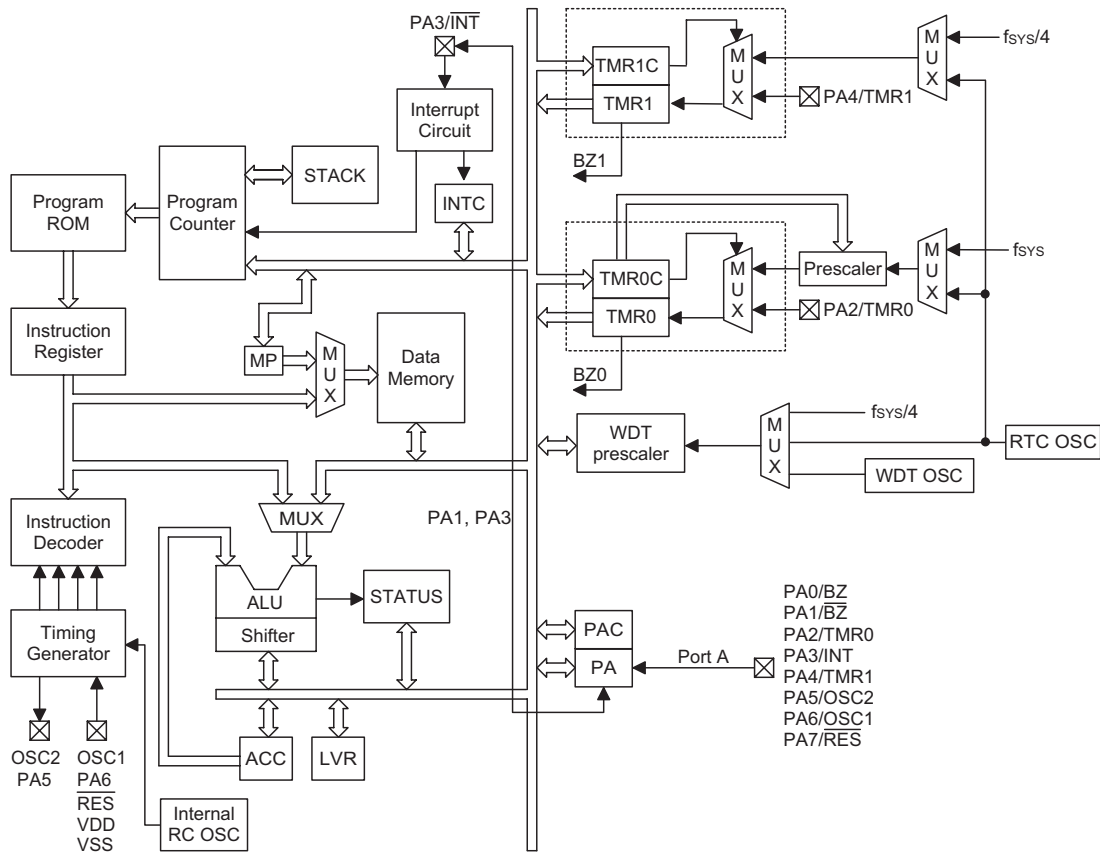 PA3/INT
Interrupt
Circuit
INTC
STACK
Program
Counter
Program
ROM
Instruction
Register
MP
MUX
Data
Memory
Instruction
Decoder
MUX
ALU
Shifter
STATUS
PA1, PA3
Timing
Generator
OSC2
PA5
OSC1
PA6
RES
VDD
VSS
Internal
RC OSC
ACC
LVR
TMR1C
TMR1
MUX
PA4/TMR1
MUX
fSYS/4
BZ1
TMR0C
TMR0
MUX
Prescaler
PA2/TMR0
MUX
fSYS
BZ0
WDT
prescaler
MUX
fSYS/4
RTC OSC
WDT OSC
PAC
PA
Port A
PA0/BZ
PA1/BZ
PA2/TMR0
PA3/INT
PA4/TMR1
PA5/OSC2
PA6/OSC1
PA7/RES